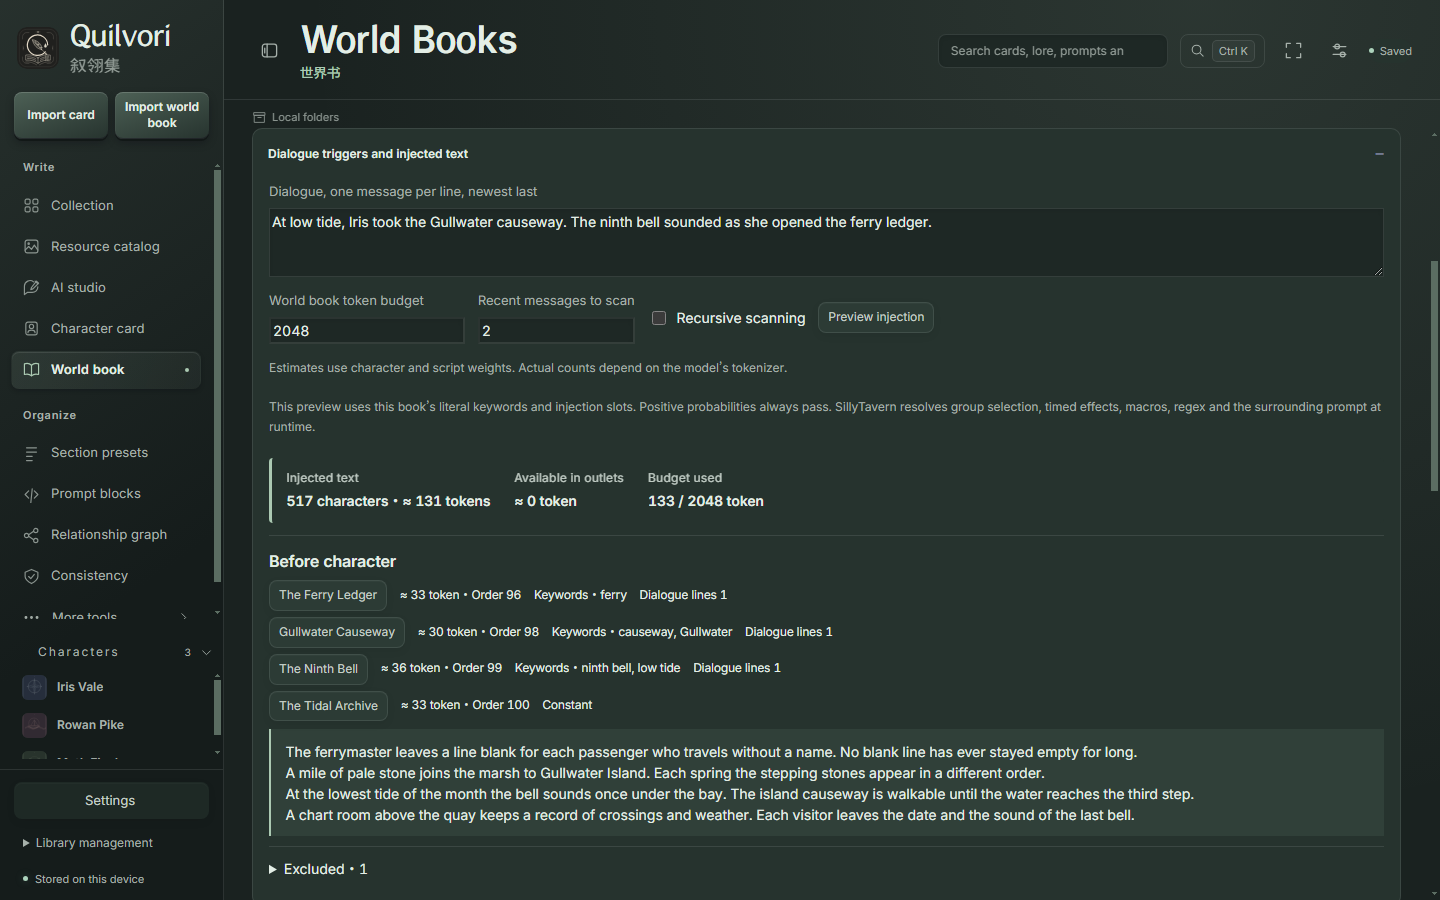 Quilvori
叙翎集
Import card
Import world book
Write
Collection
Resource catalog
AI studio
Character card
World book
Organize
Section presets
Prompt blocks
Relationship graph
Consistency
More tools
Characters 3
Iris Vale
Rowan Pike
Settings
Library management
Stored on this device
World Books
世界书
Search cards, lore, prompts an
Ctrl K
Saved
Local folders
Dialogue triggers and injected text
Dialogue, one message per line, newest last
At low tide, Iris took the Gullwater causeway. The ninth bell sounded as she opened the ferry ledger.
World book token budget
2048
Recent messages to scan
2
Recursive scanning
Preview injection
Estimates use character and script weights. Actual counts depend on the model's tokenizer.
This preview uses this book's literal keywords and injection slots. Positive probabilities always pass. SillyTavern resolves group selection, timed effects, macros, regex and the surrounding prompt at
runtime.
Injected text
517 characters • ≈ 131 tokens
Available in outlets
≈ 0 token
Budget used
133 / 2048 token
Before character
The Ferry Ledger ≈ 33 token • Order 96 Keywords • ferry Dialogue lines 1
Gullwater Causeway ≈ 30 token • Order 98 Keywords • causeway, Gullwater Dialogue lines 1
The Ninth Bell ≈ 36 token • Order 99 Keywords • ninth bell, low tide Dialogue lines 1
The Tidal Archive ≈ 33 token • Order 100 Constant
The ferrymaster leaves a line blank for each passenger who travels without a name. No blank line has ever stayed empty for long.
A mile of pale stone joins the marsh to Gullwater Island. Each spring the stepping stones appear in a different order.
At the lowest tide of the month the bell sounds once under the bay. The island causeway is walkable until the water reaches the third step.
A chart room above the quay keeps a record of crossings and weather. Each visitor leaves the date and the sound of the last bell.
Excluded • 1